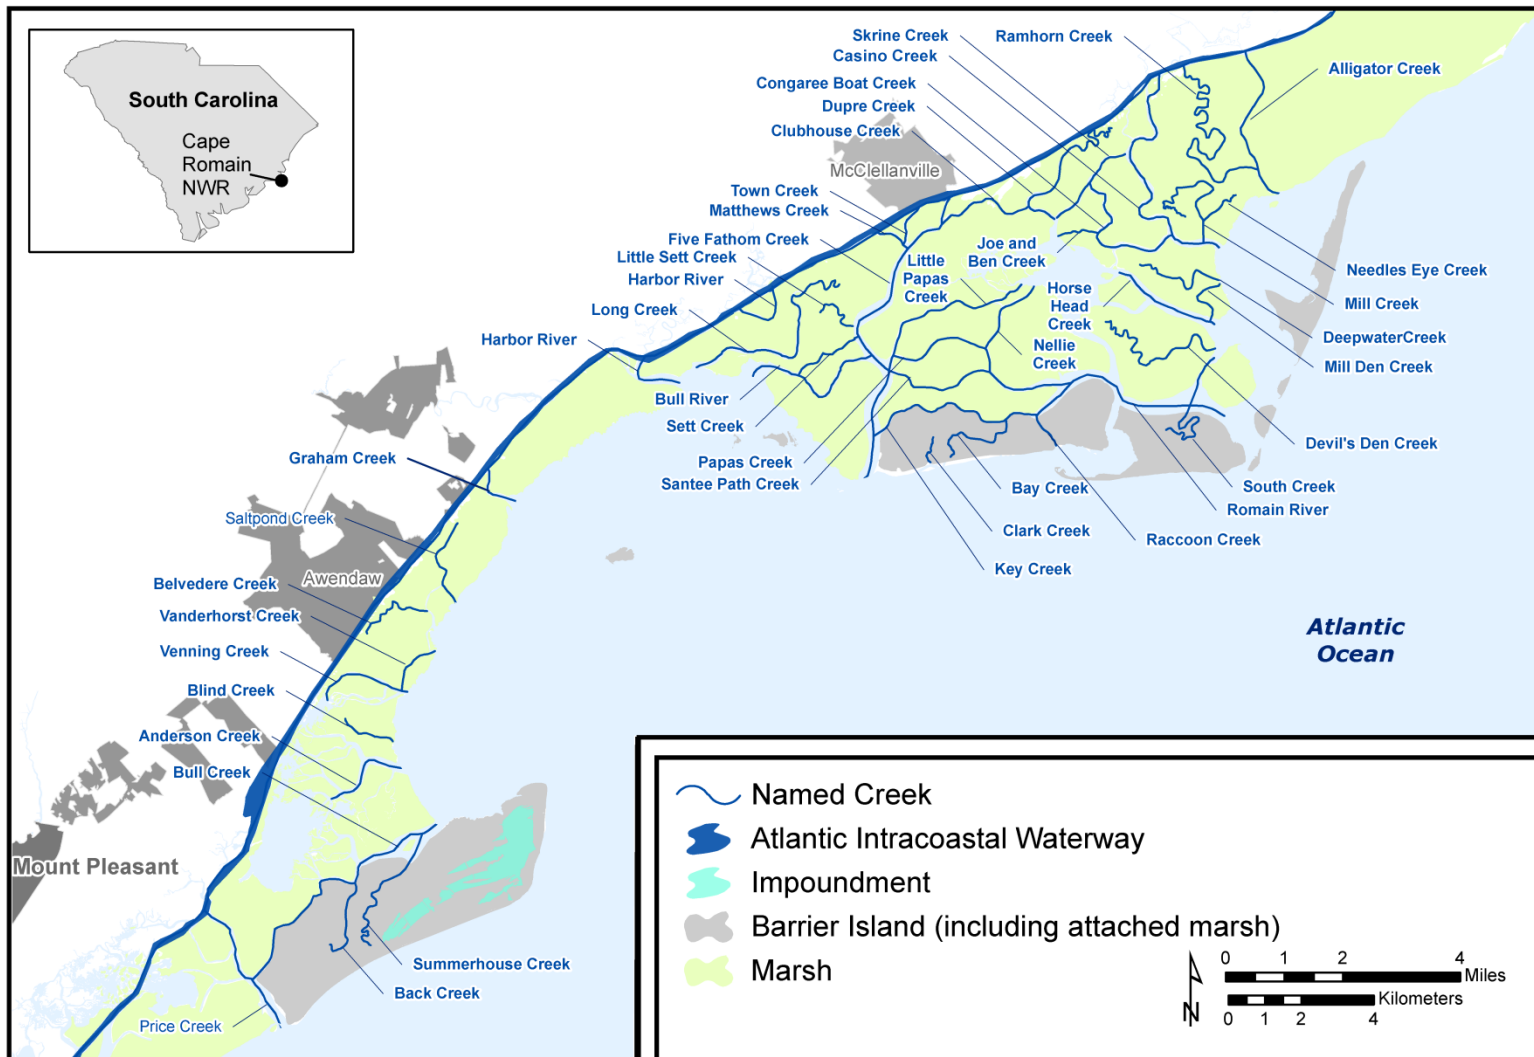 South Carolina
Cape
Romain
NWR
Skrine Creek
Ramhorn Creek
Casino Creek
Alligator Creek
Congaree Boat Creek
Dupre Creek
Clubhouse Creek
McClellanville
Town Creek
Matthews Creek
Five Fathom Creek
Little Sett Creek
Harbor River
Long Creek
Harbor River
Joe and
Ben Creek
Little
Papas
Creek
Horse
Head
Creek
Nellie
Creek
Needles Eye Creek
Mill Creek
DeepwaterCreek
Mill Den Creek
Bull River
Sett Creek
Devil's Den Creek
Papas Creek
Santee Path Creek
Bay Creek
South Creek
Romain River
Clark Creek
Raccoon Creek
Key Creek
Graham Creek
Saltpond Creek
Awendaw
Belvedere Creek
Vanderhorst Creek
Venning Creek
Blind Creek
Anderson Creek
Bull Creek
Mount Pleasant
Summerhouse Creek
Back Creek
Price Creek
Atlantic
Ocean
Named Creek
Atlantic Intracoastal Waterway
Impoundment
Barrier Island (including attached marsh)
Marsh
N
0 1 2 4
Miles
Kilometers
0 1 2 4